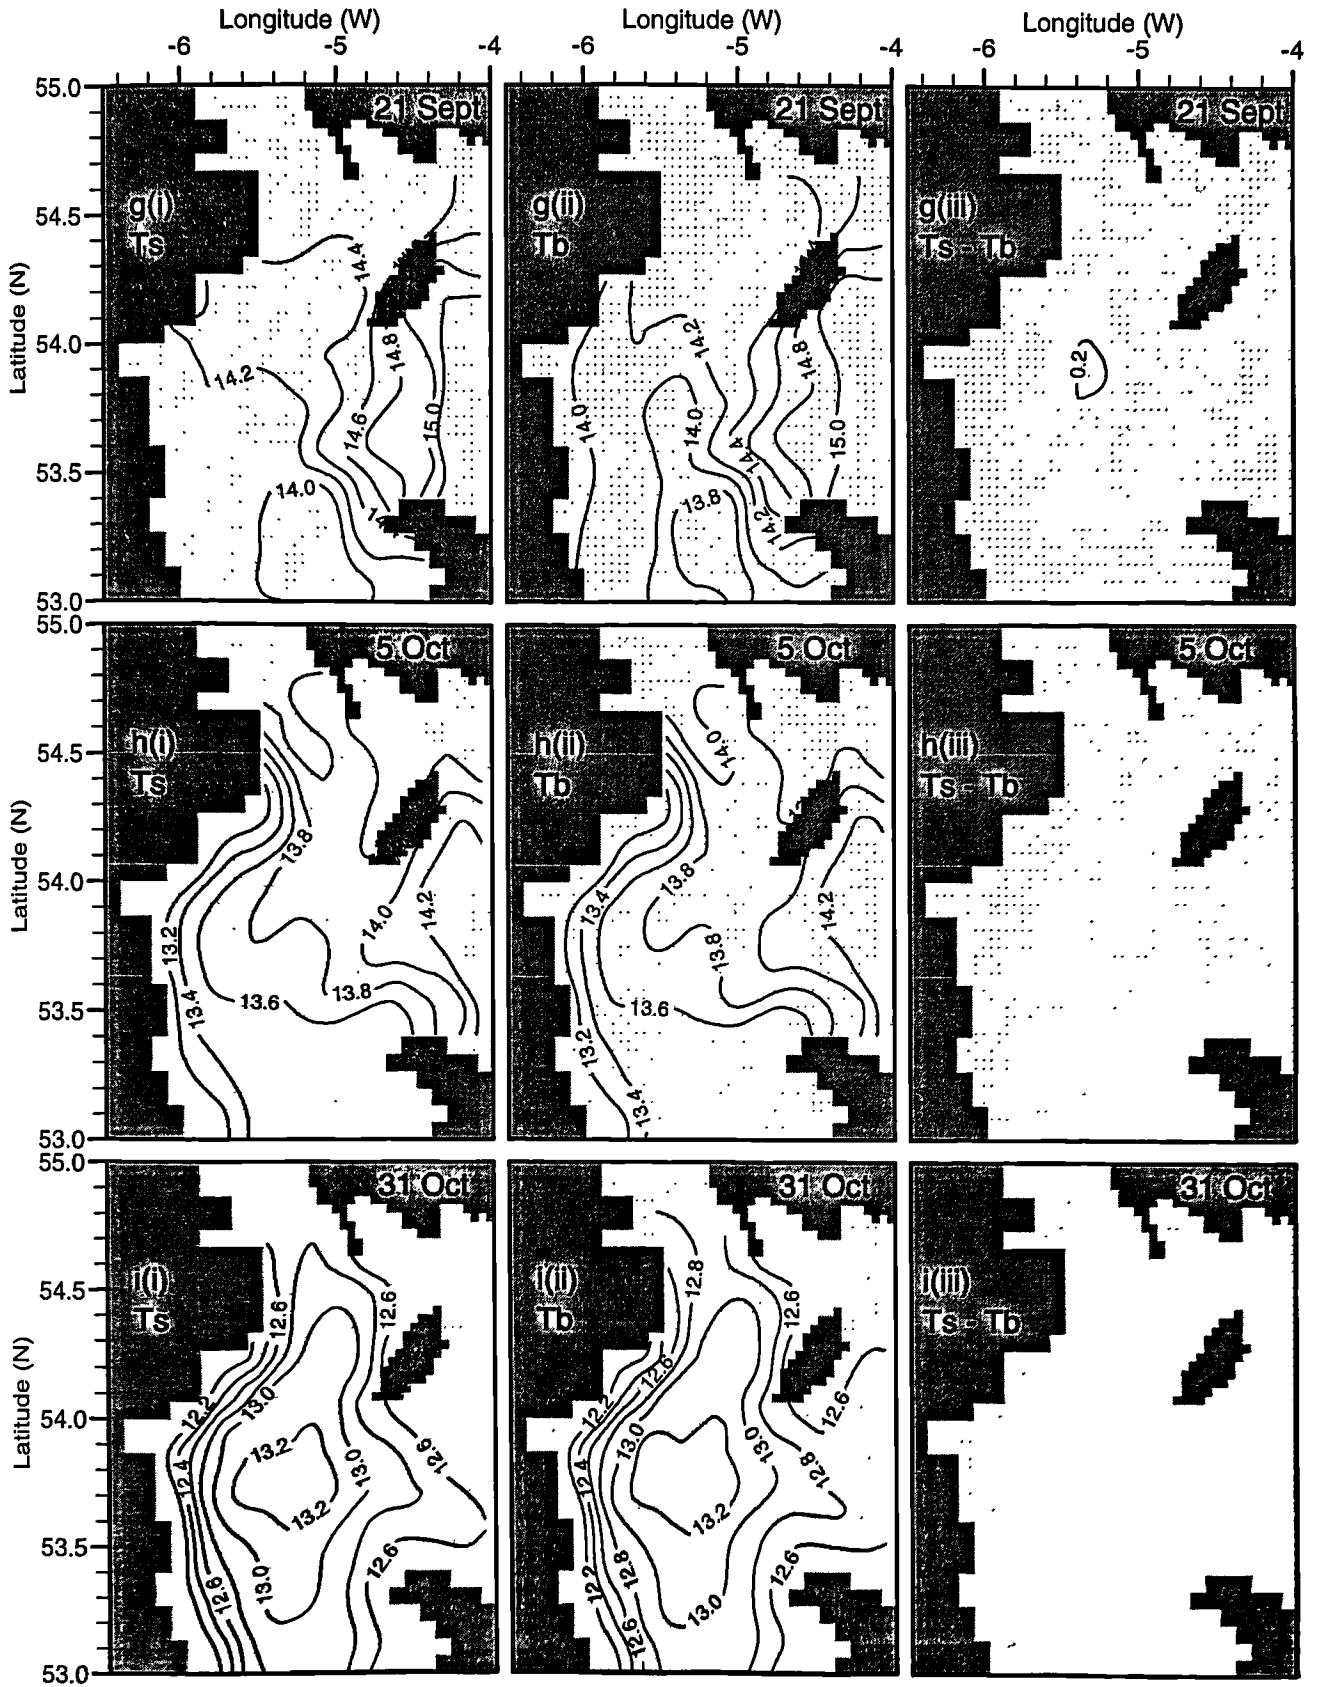 Longitude (W) Longitude (W) Longitude (W)
-6 -5 -4 -6 -5 -4 -6 -5 -4
55.0 21 Sept 21 Sept 21 Sept
54.5 g(i) g(ii) g(iii)
Ts Tb Ts - Tb
14.4
Latitude (N)
14.2
54.0 14.8 14.8 0.2
14.2
14.6 15.0 14.0 14.0 15.0
14.4
53.5
14.0 13.8
14.2
53.0
55.0 5 Oct 5 Oct 5 Oct
54.5 h(i) h(ii) h(iii)
14.0
Ts Tb Ts - Tb
Latitude (N)
13.8 13.8
54.0
13.2 14.0 14.2 13.4 13.8 14.2
13.4 13.6 13.8 13.6
53.5
13.2
13.4
53.0
55.0 31 Oct 31 Oct 31 Oct
54.5 i(i) i(ii) i(iii)
12.6 12.6 12.8 12.6
Ts Tb Ts - Tb
Latitude (N)
12.6
54.0 12.2 13.0 12.2 12.6
13.2 12.6 13.0 13.0 12.8
12.4 13.0 12.4
13.2 13.2
53.5
12.6 13.0 12.6 12.2 12.8 12.6
13.0
12.6
53.0